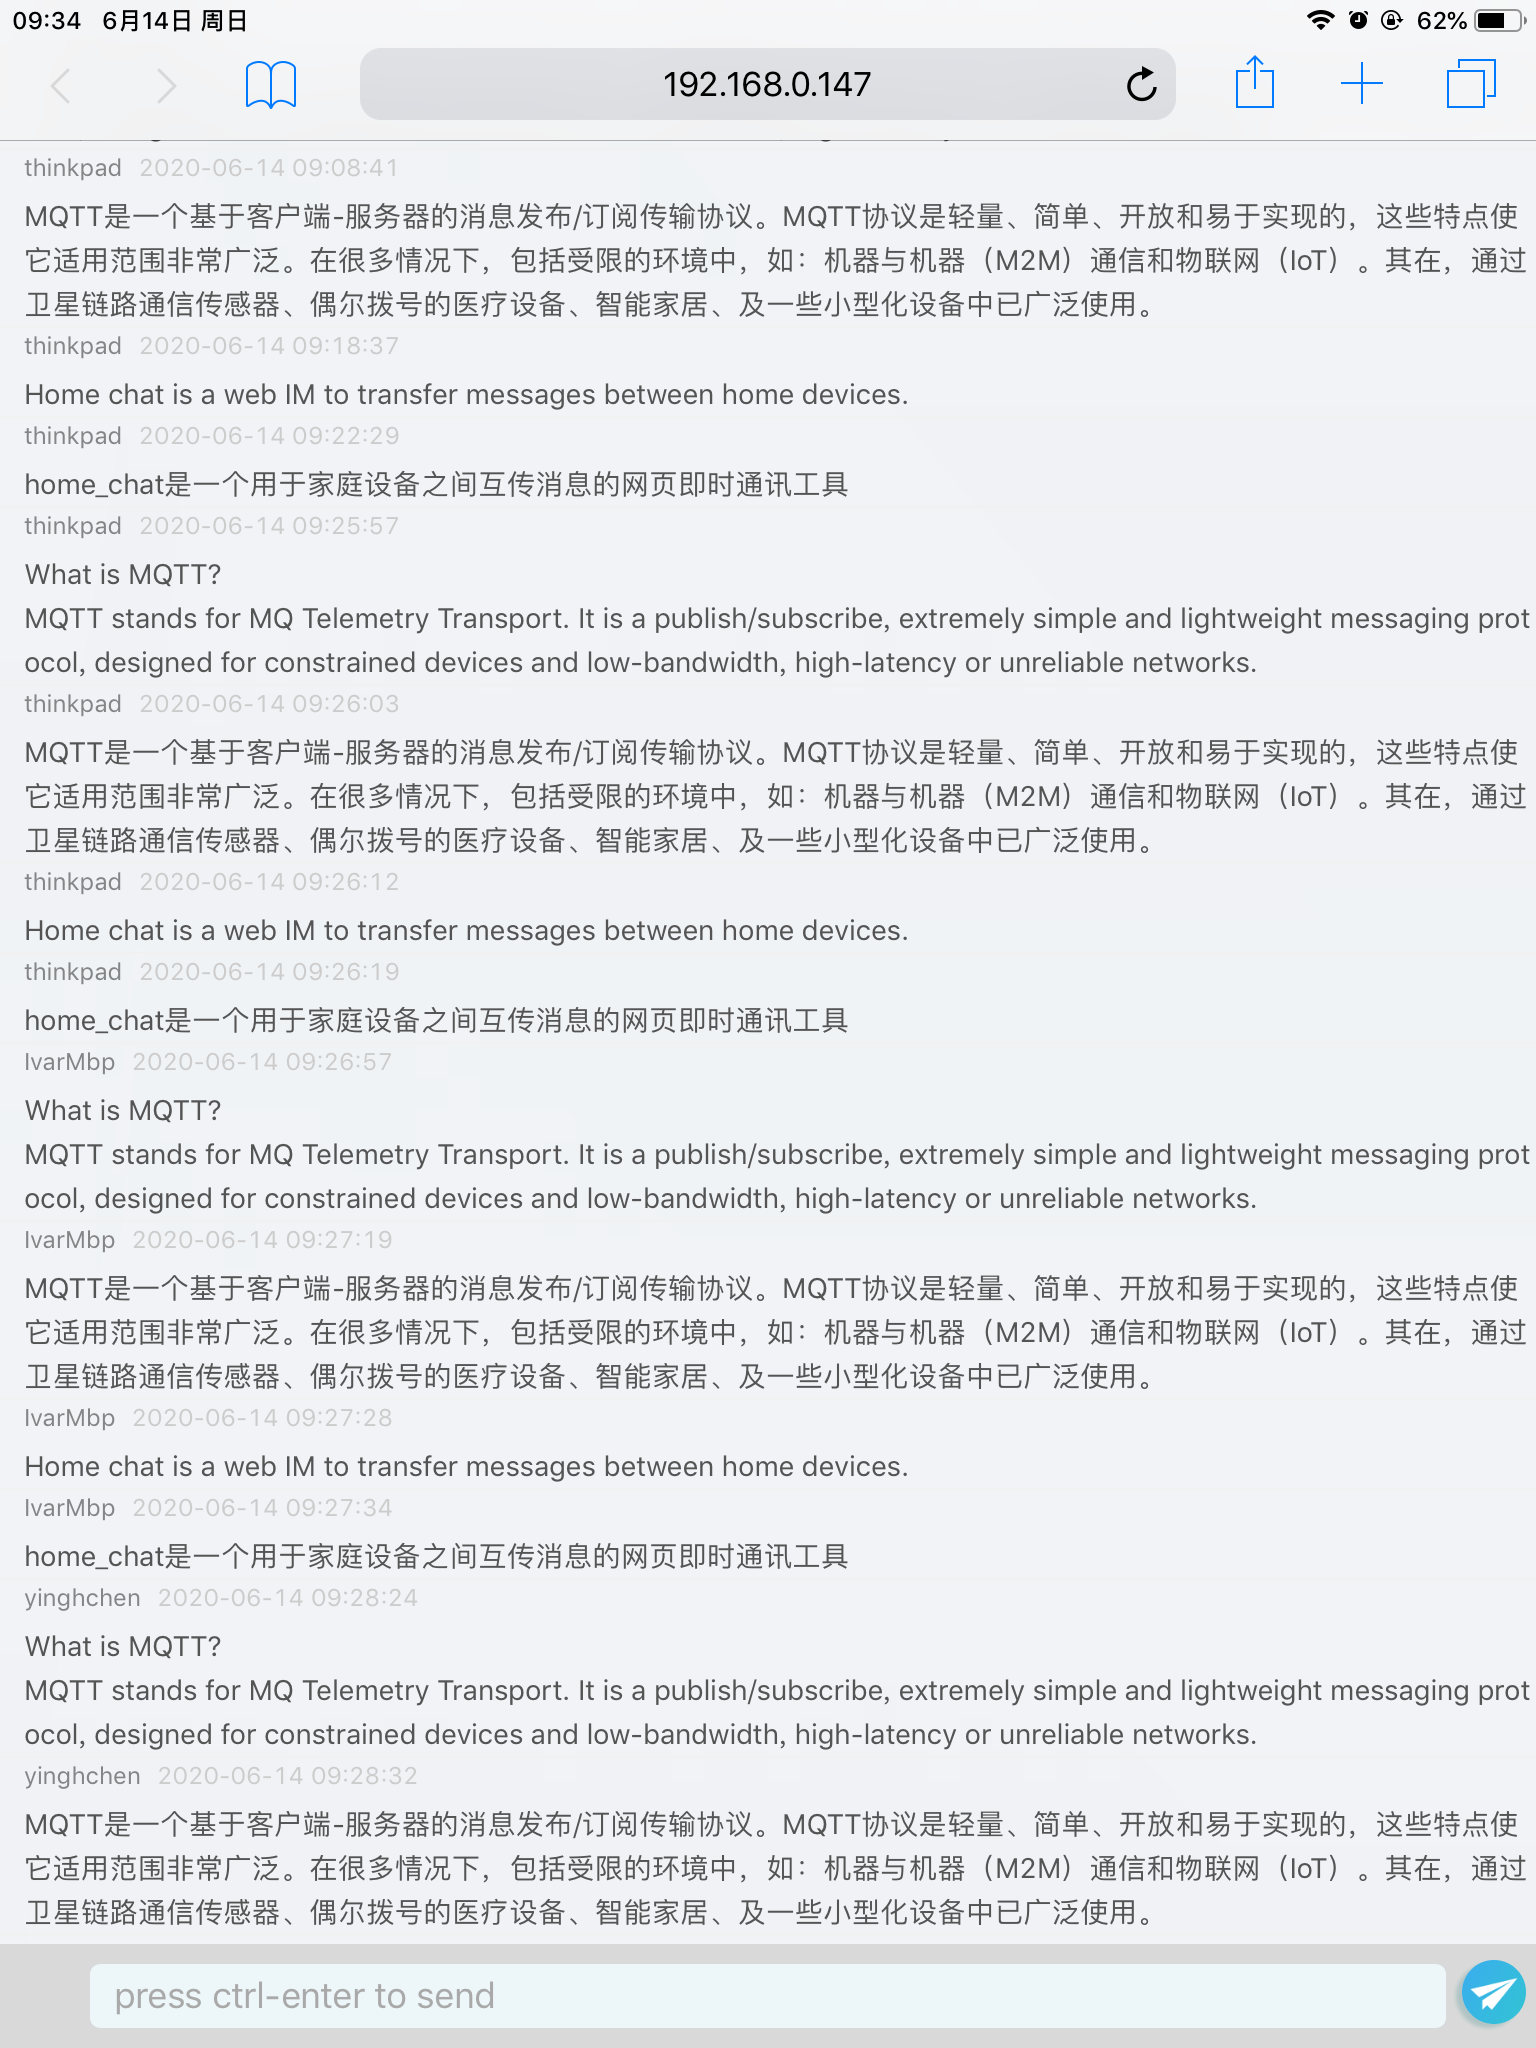 09:34 6月14日 周日 62%
192.168.0.147
thinkpad 2020-06-14 09:08:41
MQTT是一个基于客户端-服务器的消息发布/订阅传输协议。MQTT协议是轻量、简单、开放和易于实现的，这些特点使
它适用范围非常广泛。在很多情况下，包括受限的环境中，如：机器与机器（M2M）通信和物联网（IoT）。其在，通过
卫星链路通信传感器、偶尔拨号的医疗设备、智能家居、及一些小型化设备中已广泛使用。
thinkpad 2020-06-14 09:18:37
Home chat is a web IM to transfer messages between home devices.
thinkpad 2020-06-14 09:22:29
home_chat是一个用于家庭设备之间互传消息的网页即时通讯工具
thinkpad 2020-06-14 09:25:57
What is MQTT?
MQTT stands for MQ Telemetry Transport. It is a publish/subscribe, extremely simple and lightweight messaging prot
ocol, designed for constrained devices and low-bandwidth, high-latency or unreliable networks.
thinkpad 2020-06-14 09:26:03
MQTT是一个基于客户端-服务器的消息发布/订阅传输协议。MQTT协议是轻量、简单、开放和易于实现的，这些特点使
它适用范围非常广泛。在很多情况下，包括受限的环境中，如：机器与机器（M2M）通信和物联网（IoT）。其在，通过
卫星链路通信传感器、偶尔拨号的医疗设备、智能家居、及一些小型化设备中已广泛使用。
thinkpad 2020-06-14 09:26:12
Home chat is a web IM to transfer messages between home devices.
thinkpad 2020-06-14 09:26:19
home_chat是一个用于家庭设备之间互传消息的网页即时通讯工具
IvarMbp 2020-06-14 09:26:57
What is MQTT?
MQTT stands for MQ Telemetry Transport. It is a publish/subscribe, extremely simple and lightweight messaging prot
ocol, designed for constrained devices and low-bandwidth, high-latency or unreliable networks.
IvarMbp 2020-06-14 09:27:19
MQTT是一个基于客户端-服务器的消息发布/订阅传输协议。MQTT协议是轻量、简单、开放和易于实现的，这些特点使
它适用范围非常广泛。在很多情况下，包括受限的环境中，如：机器与机器（M2M）通信和物联网（IoT）。其在，通过
卫星链路通信传感器、偶尔拨号的医疗设备、智能家居、及一些小型化设备中已广泛使用。
IvarMbp 2020-06-14 09:27:28
Home chat is a web IM to transfer messages between home devices.
IvarMbp 2020-06-14 09:27:34
home_chat是一个用于家庭设备之间互传消息的网页即时通讯工具
yinghchen 2020-06-14 09:28:24
What is MQTT?
MQTT stands for MQ Telemetry Transport. It is a publish/subscribe, extremely simple and lightweight messaging prot
ocol, designed for constrained devices and low-bandwidth, high-latency or unreliable networks.
yinghchen 2020-06-14 09:28:32
MQTT是一个基于客户端-服务器的消息发布/订阅传输协议。MQTT协议是轻量、简单、开放和易于实现的，这些特点使
它适用范围非常广泛。在很多情况下，包括受限的环境中，如：机器与机器（M2M）通信和物联网（IoT）。其在，通过
卫星链路通信传感器、偶尔拨号的医疗设备、智能家居、及一些小型化设备中已广泛使用。
press ctrl-enter to send